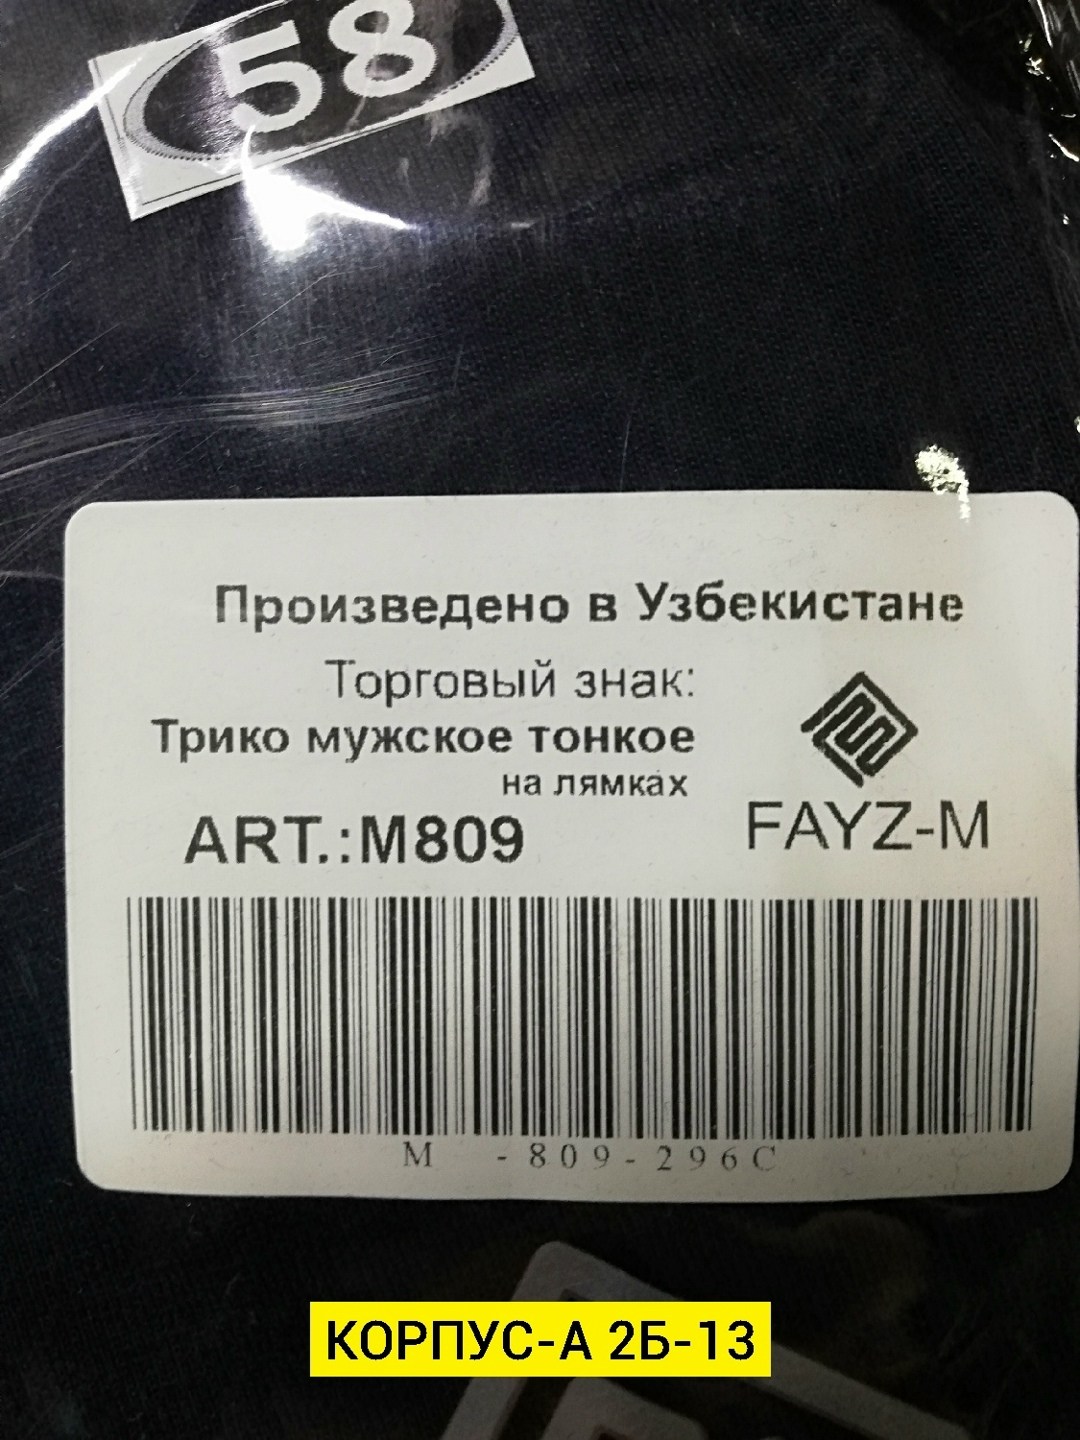 58
Произведено в Узбекистане
Торговый знак:
Трико мужское тонкое
на лямках
ART.:M809
FAYZ-M
M -809-296C
КОРПУС-А 2Б-13